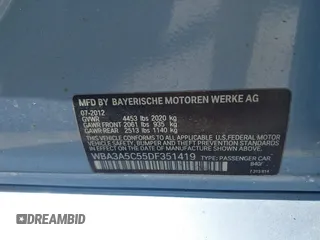 MFD BY BAYERISCHE MOTOREN WERKE AG
07-2012
GVWR 4453 lbs 2020 kg
GAWR FRONT 2061 lbs 935 kg
GAWR REAR 2513 lbs 1140 kg
THIS VEHICLE CONFORMS TO ALL APPLICABLE U.S. FEDERAL MOTOR
VEHICLE SAFETY, BUMPER AND THEFT PREVENTION STANDARDS
IN EFFECT ON THE DATE OF MANUFACTURE SHOWN ABOVE.
WBA3A5C55DF351419 TYPE: PASSENGER CAR
DREAMBID